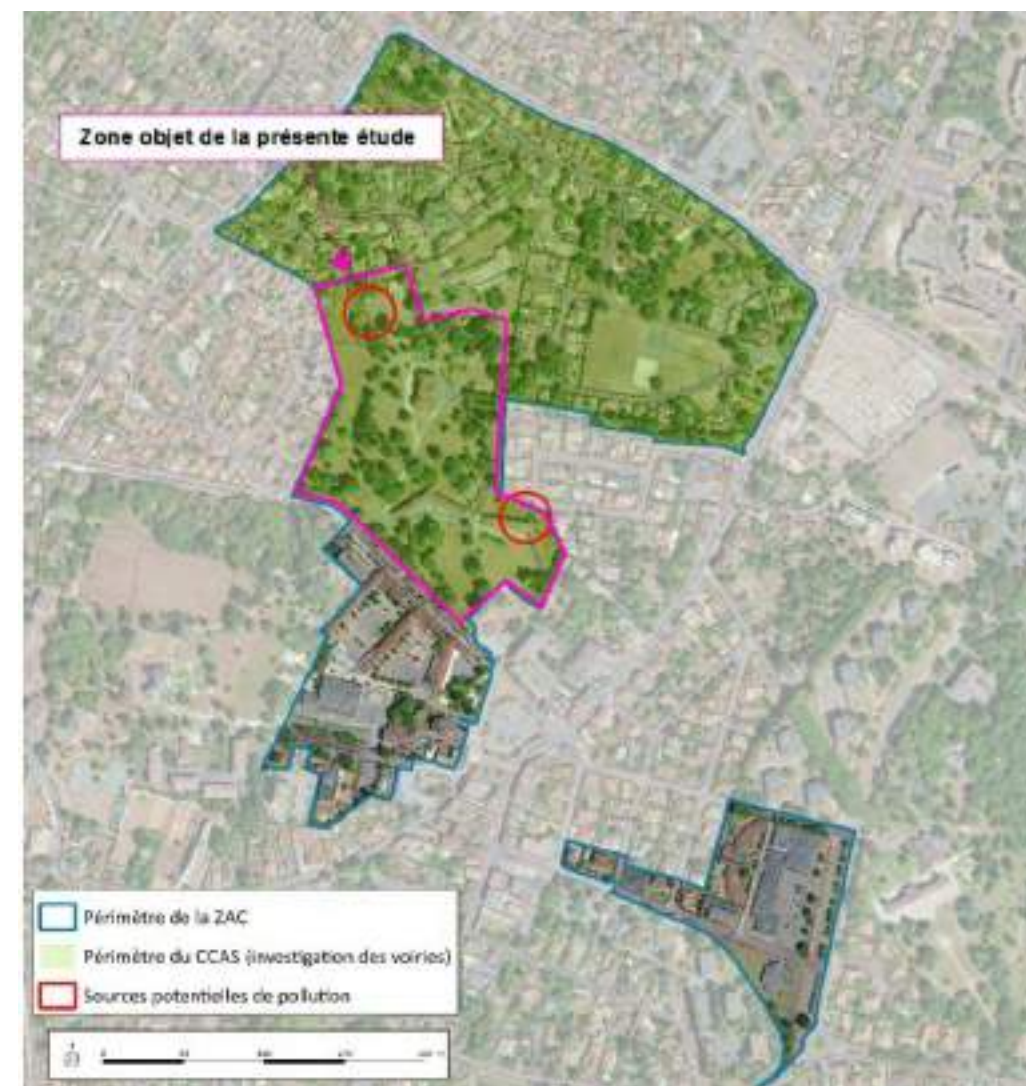 Zone objet de la présente étude
Périmètre de la ZAC
Périmètre du CCAS (investigation des voiries)
Sources potentielles de pollution